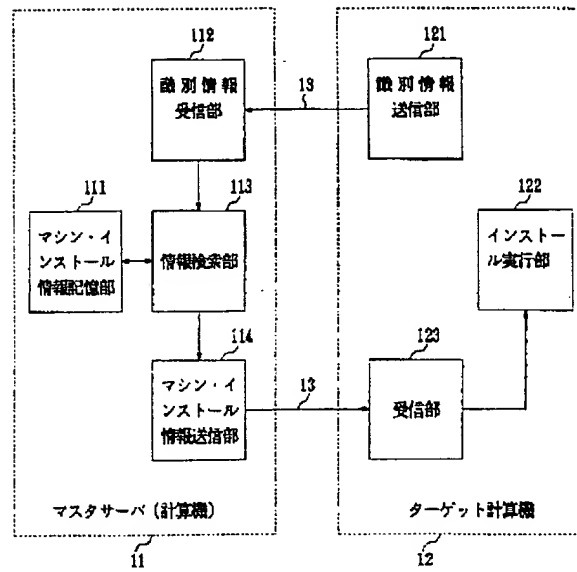 112
識別情報
受信部
13
121
識別情報
送信部
111
マシン・イ
ンストール
情報記憶部
113
情報検索部
122
インストー
ル実行部
114
マシン・イ
ンストール
情報送信部
13
123
受信部
マスタサーバ(計算機)
ターゲット計算機
11
12